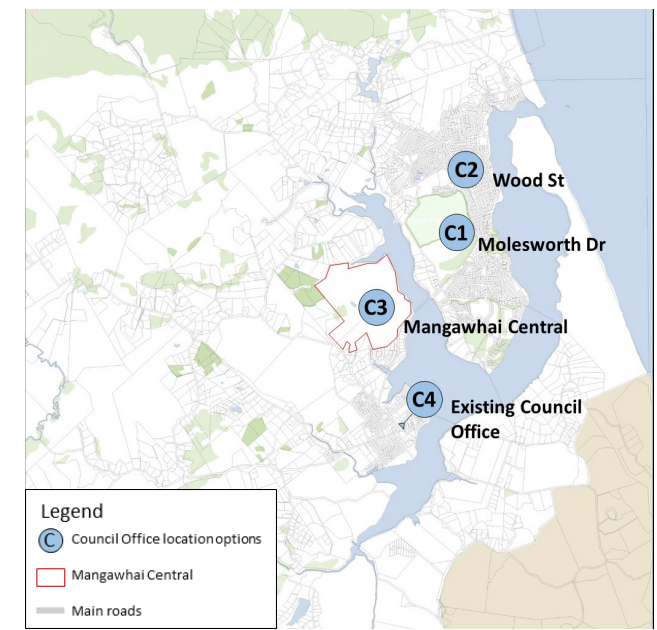 C2
Wood St
C1
Molesworth Dr
C3
Mangawhai Central
C4
Existing Council
Office
Legend
C Council Office location options
Mangawhai Central
Main roads